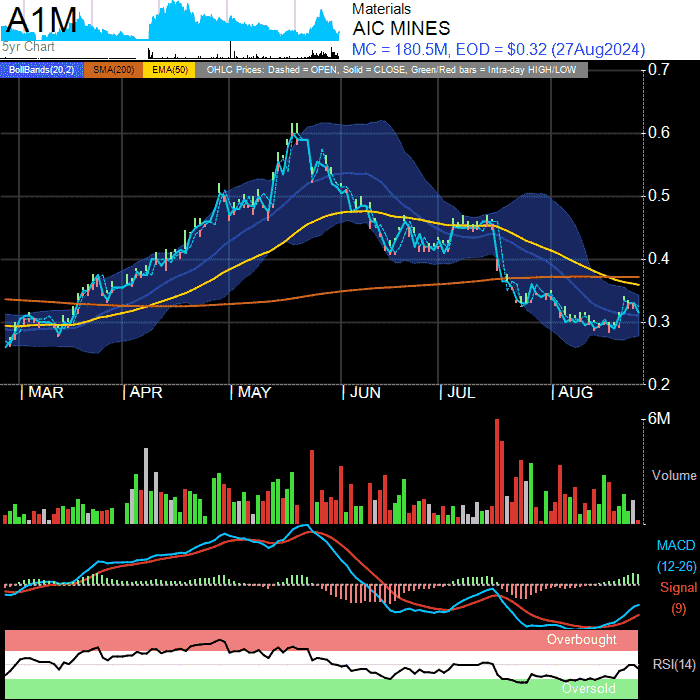 A1M
5yr Chart
Materials
AIC MINES
MC = 180.5M, EOD = $0.32 (27Aug2024)
BollBands(20,2) SMA(200) EMA(50) OHLC Prices: Dashed = OPEN, Solid = CLOSE, Green/Red bars = Intra-day HIGH/LOW
0.7
0.6
0.5
0.4
0.3
0.2
MAR APR MAY JUN JUL AUG
6M
Volume
MACD
(12-26)
Signal
(9)
Overbought
RSI(14)
Oversold